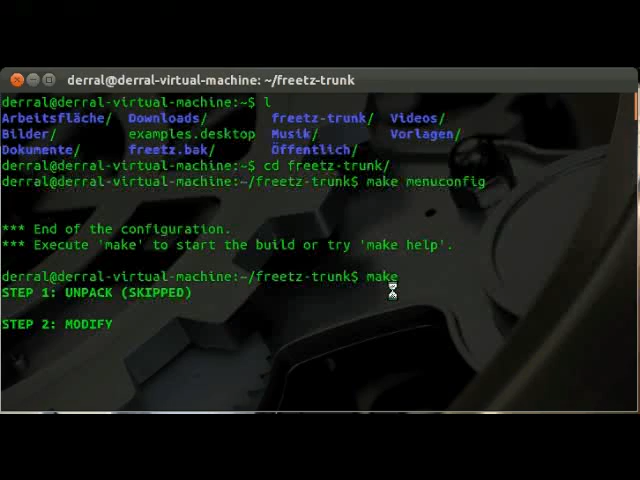 derral@derral-virtual-machine: ~/freetz-trunk
derral@derral-virtual-machine:~$ l
Arbeitsfläche/ Downloads/ freetz-trunk/ Videos/
Bilder/ examples.desktop Musik/ Vorlagen/
Dokumente/ freetz.bak/ Öffentlich/
derral@derral-virtual-machine:~$ cd freetz-trunk/
derral@derral-virtual-machine:~/freetz-trunk$ make menuconfig
*** End of the configuration.
*** Execute 'make' to start the build or try 'make help'.
derral@derral-virtual-machine:~/freetz-trunk$ make
STEP 1: UNPACK (SKIPPED)
STEP 2: MODIFY